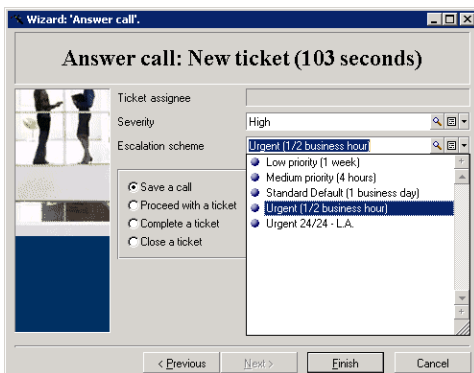 Wizard: 'Answer call'.
Answer call: New ticket (103 seconds)
Ticket assignee
Severity
High
Escalation scheme
Urgent (1/2 business hour
Low priority (1 week)
Medium priority (4 hours)
Standard Default (1 business day)
Urgent (1/2 business hour)
Urgent 24/24 - L.A.
Save a call
Proceed with a ticket
Complete a ticket
Close a ticket
< Previous
Next >
Finish
Cancel